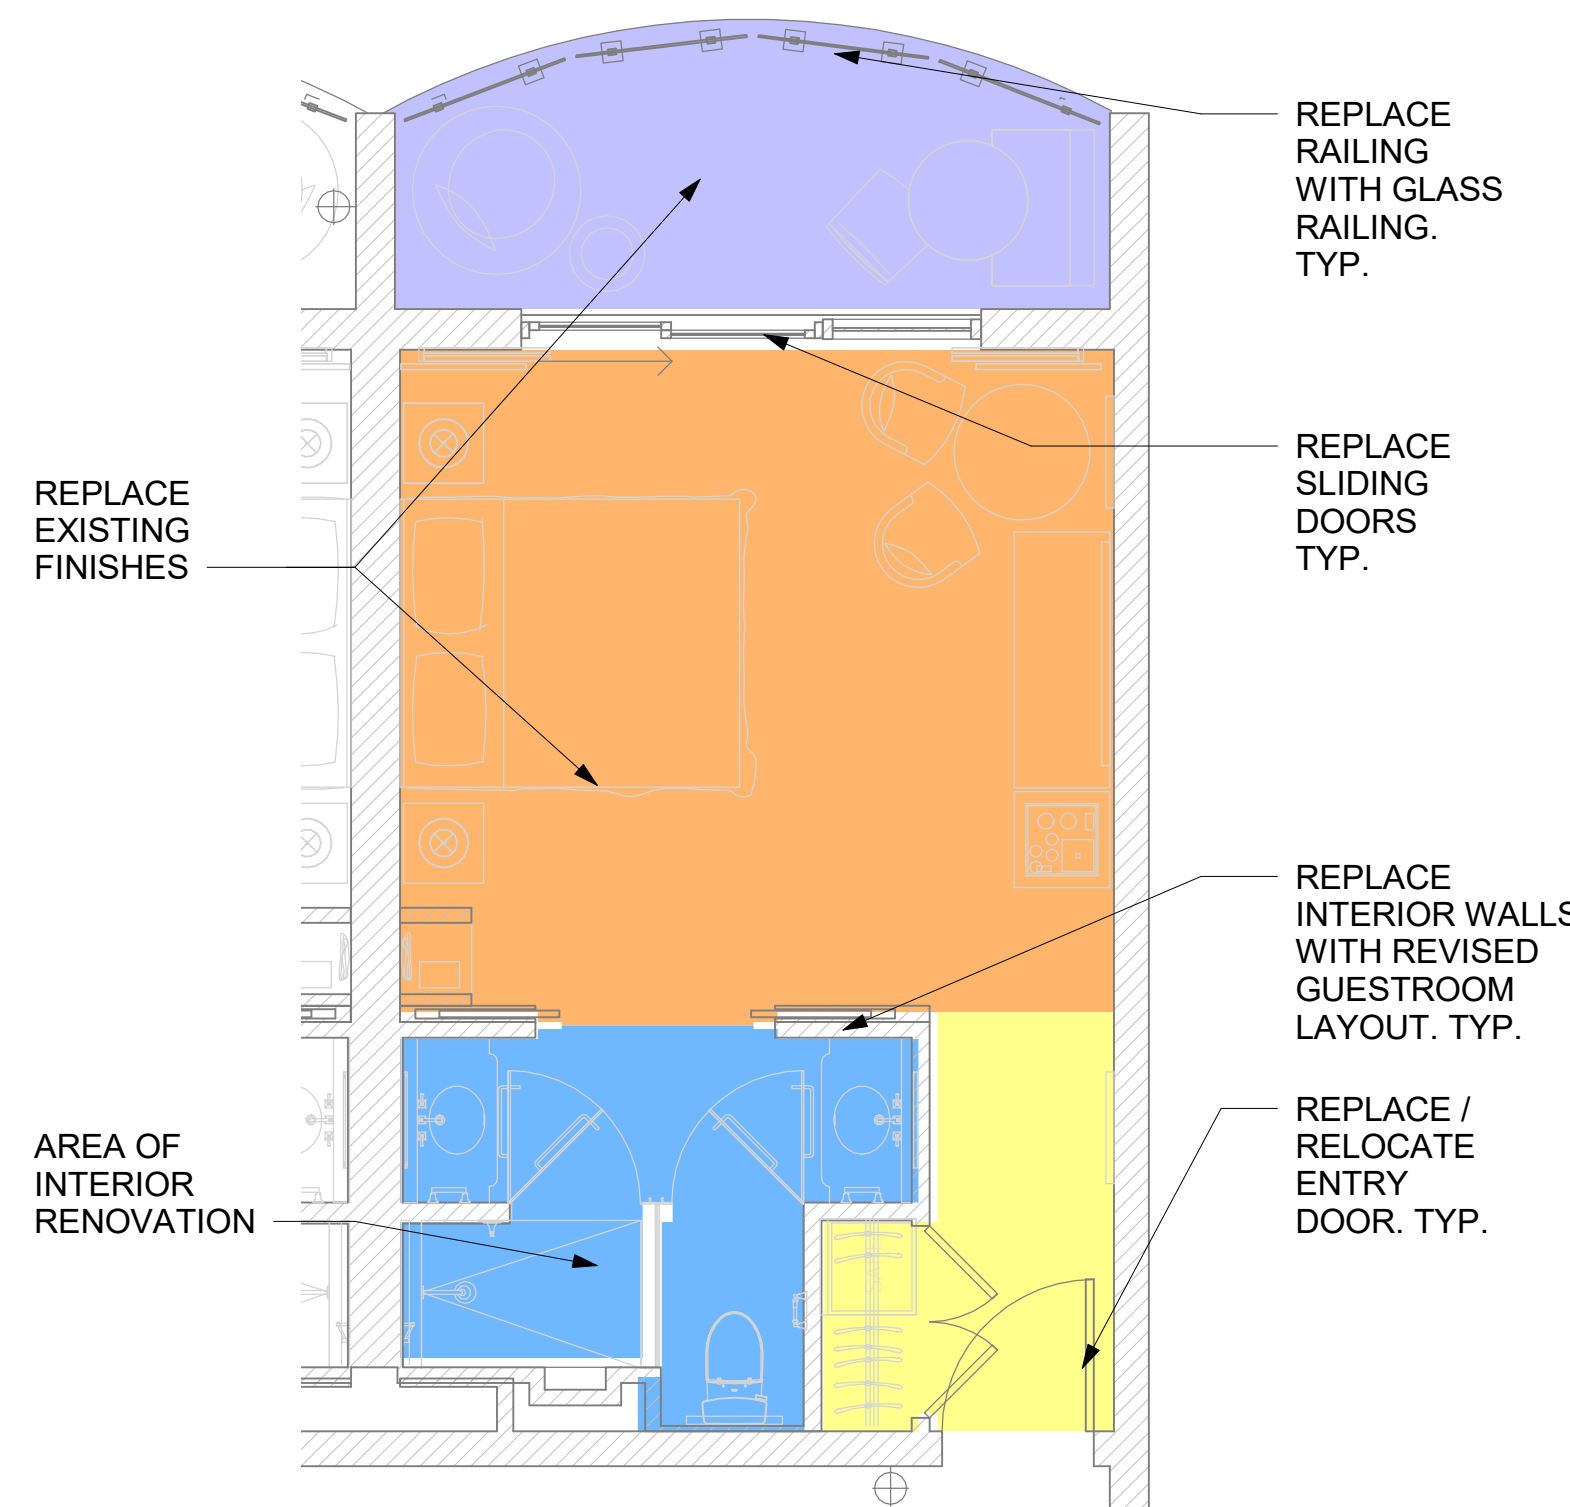 REPLACE
RAILING
WITH GLASS
RAILING.
TYP.
REPLACE
SLIDING
DOORS
TYP.
REPLACE
EXISTING
FINISHES
REPLACE
INTERIOR WALLS
WITH REVISED
GUESTROOM
LAYOUT. TYP.
REPLACE /
RELOCATE
ENTRY
DOOR. TYP.
AREA OF
INTERIOR
RENOVATION